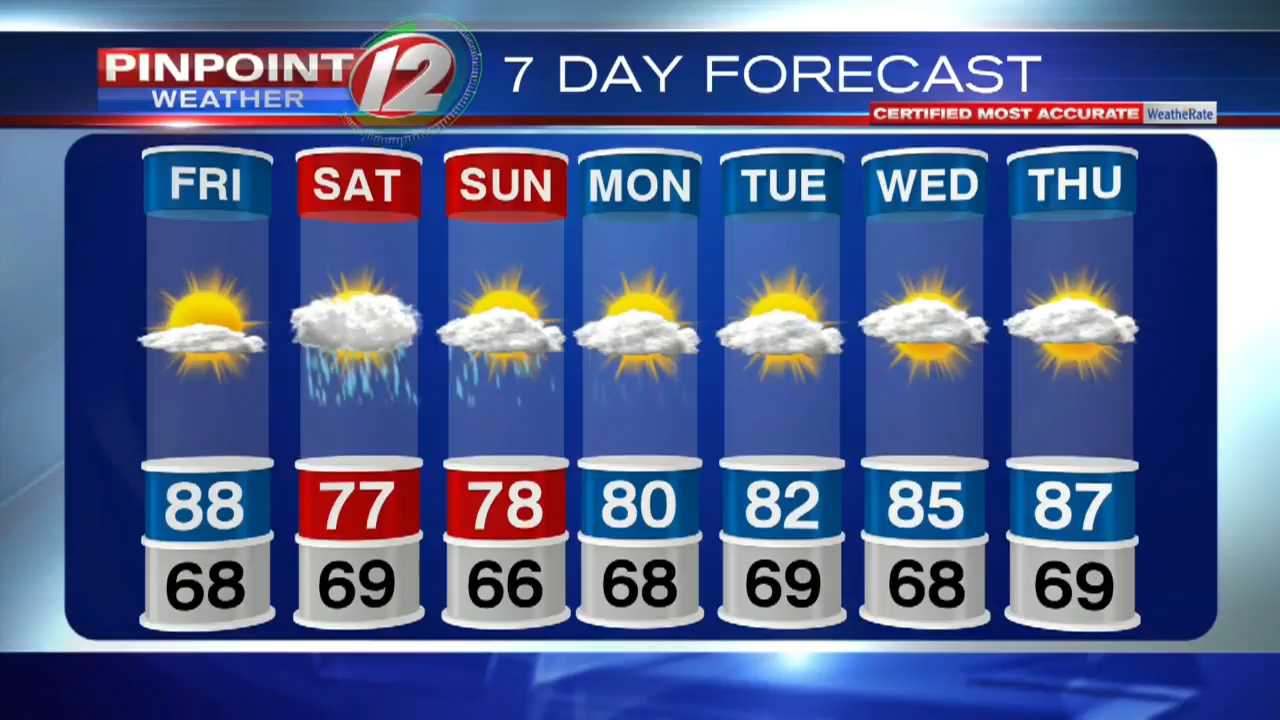 PINPOINT 12
WEATHER
7 DAY FORECAST
CERTIFIED MOST ACCURATE WeatheRate
FRI SAT SUN MON TUE WED THU
88 77 78 80 82 85 87
68 69 66 68 69 68 69